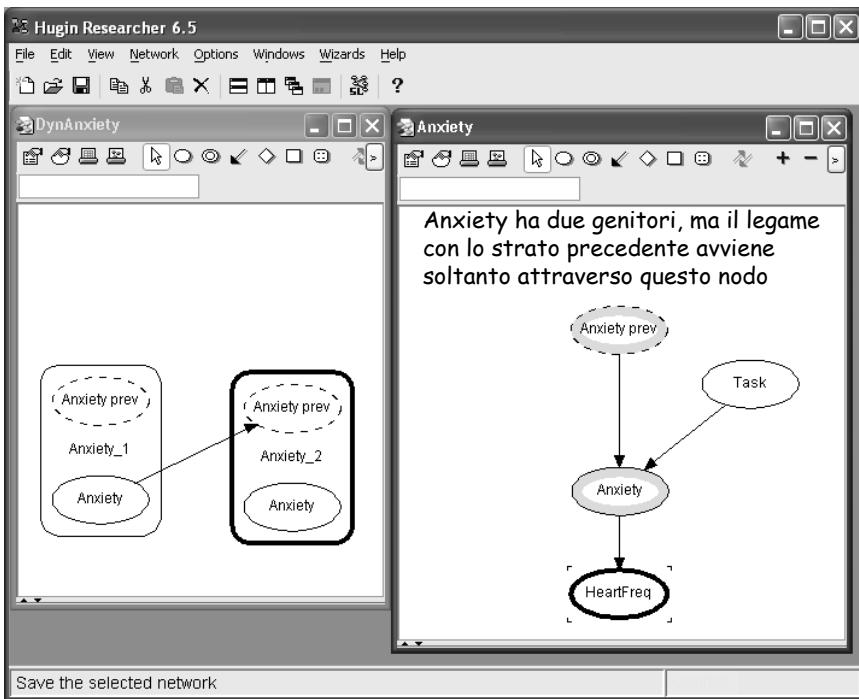 Hugin Researcher 6.5
File Edit View Network Options Windows Wizards Help
DynAnxiety
Anxiety prev
Anxiety_1
Anxiety
Anxiety prev
Anxiety_2
Anxiety
Anxiety
Anxiety ha due genitori, ma il legame
con lo strato precedente avviene
soltanto attraverso questo nodo
Anxiety prev
Task
Anxiety
HeartFreq
Save the selected network